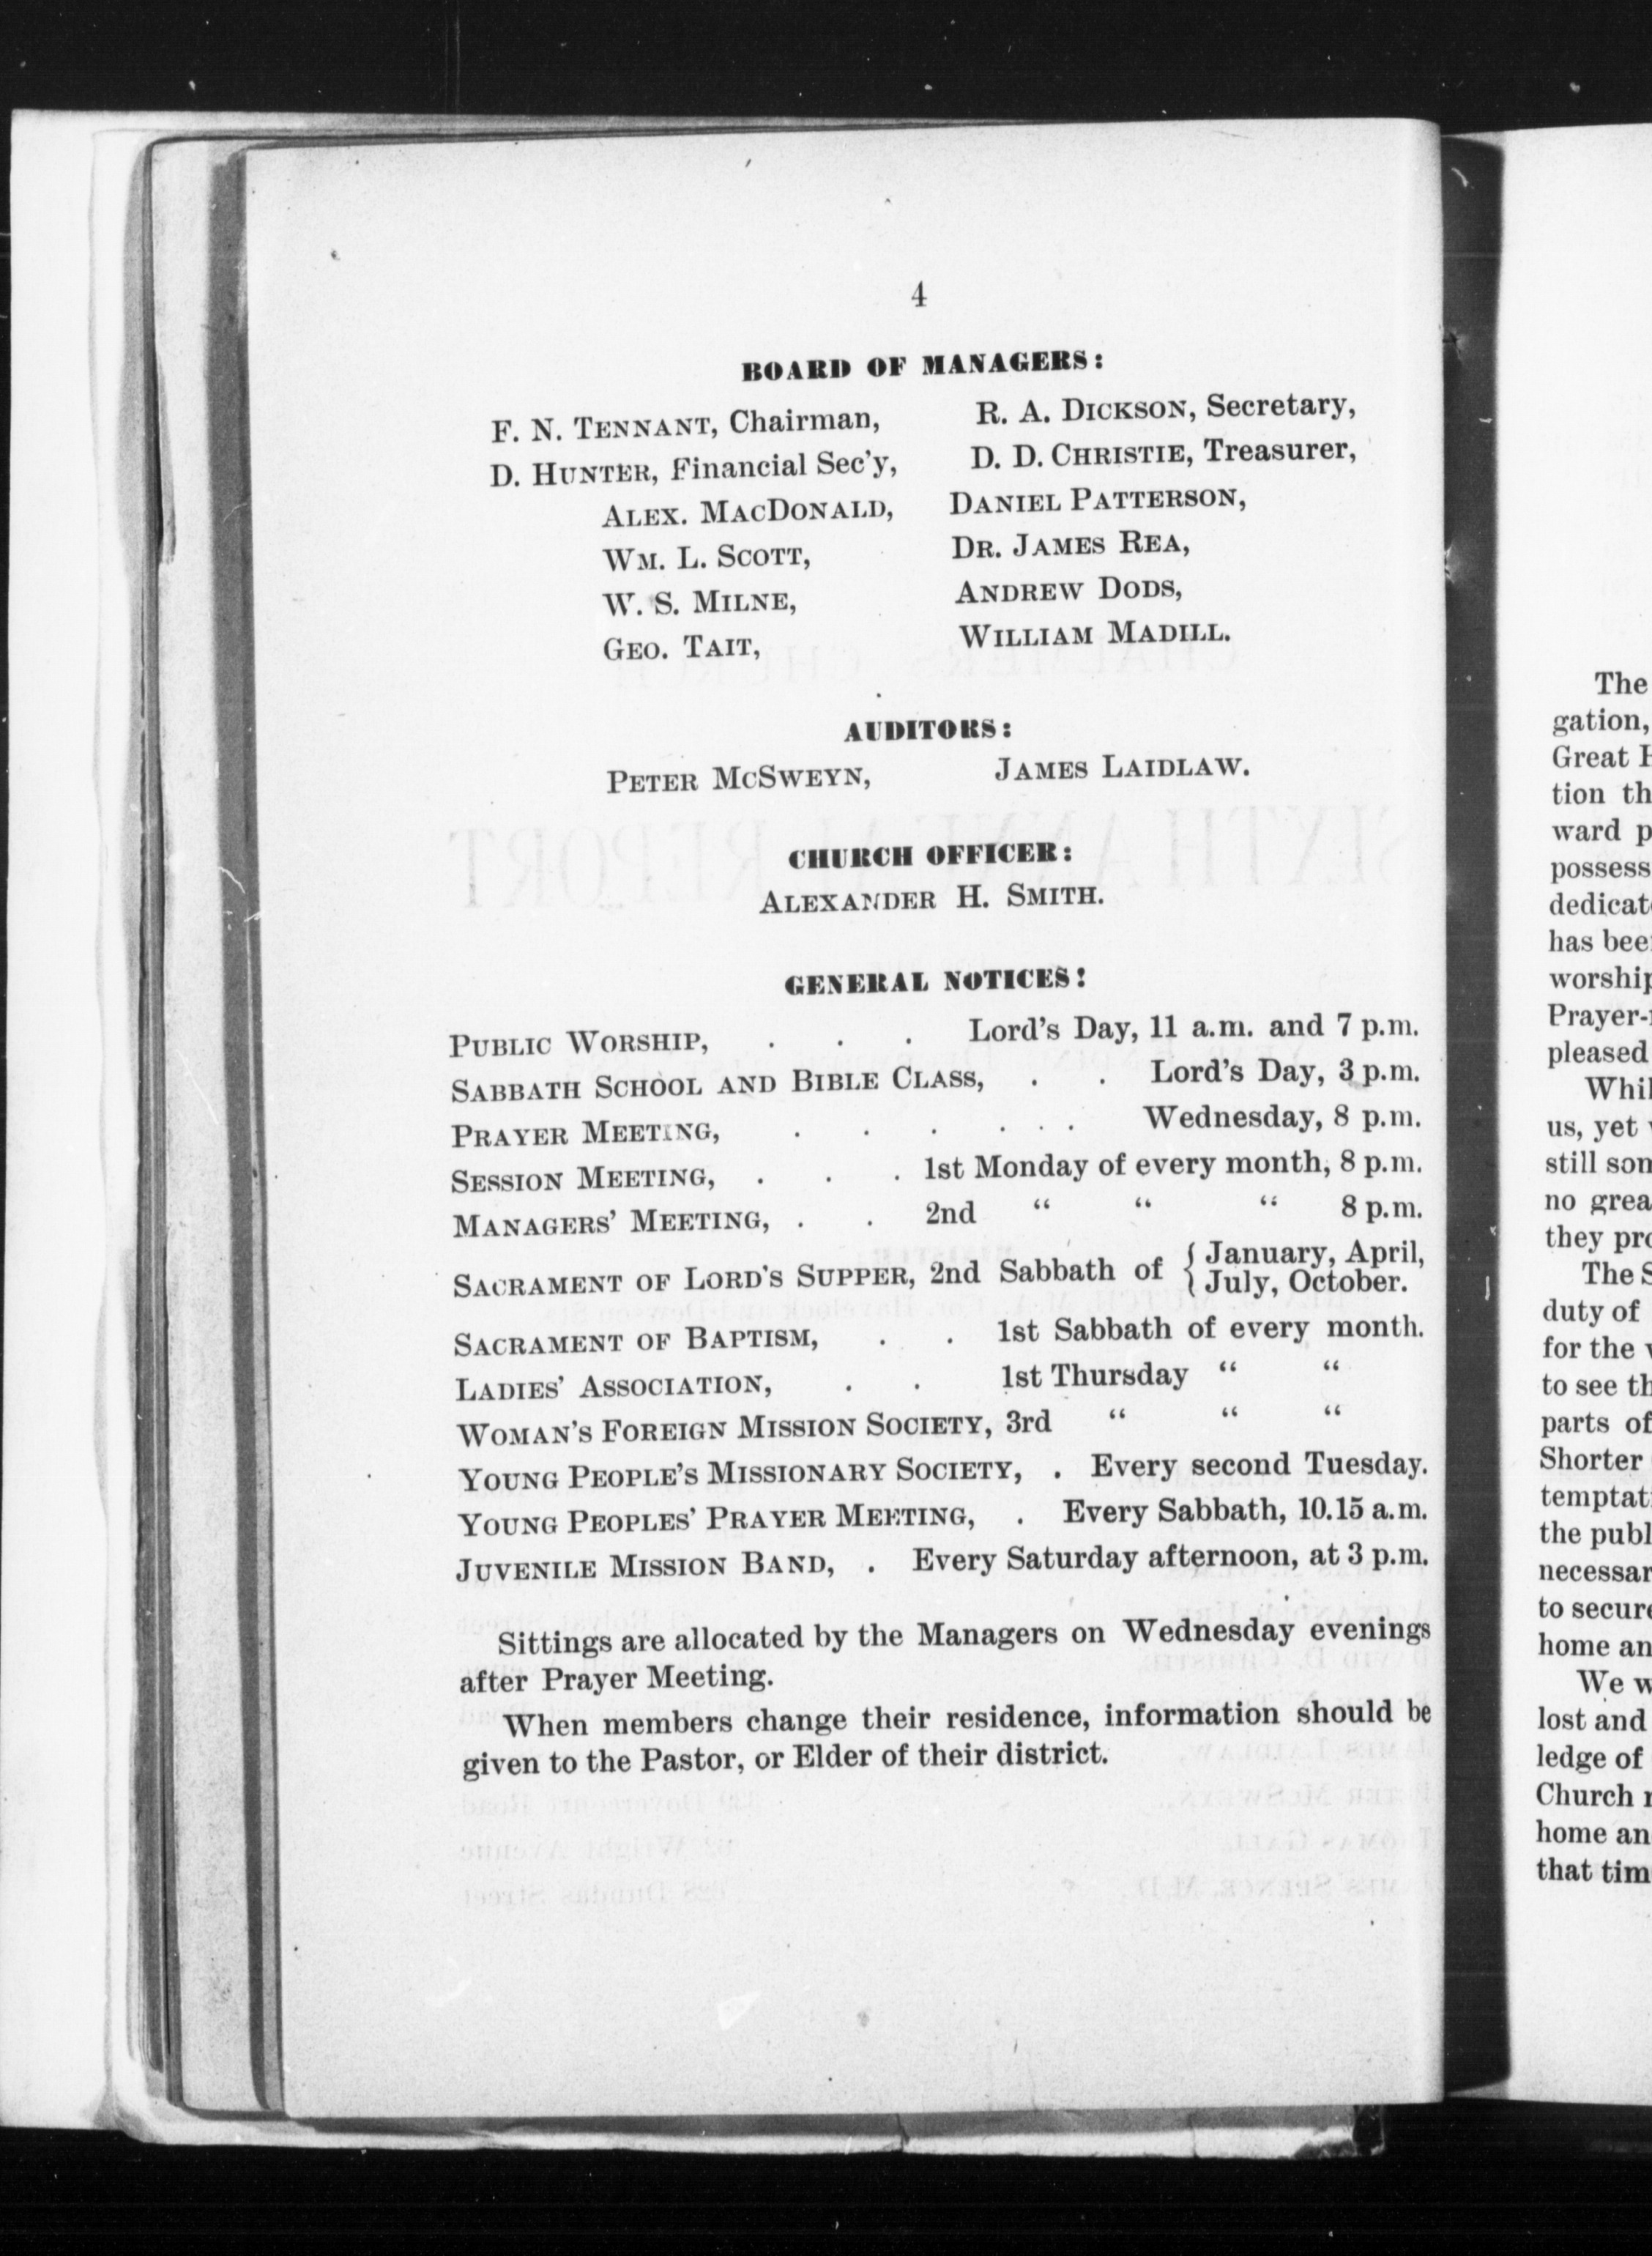 4
BOARD OF MANAGERS:
F. N. TENNANT, Chairman, R. A. DICKSON, Secretary,
D. HUNTER, Financial Sec'y, D. D. CHRISTIE, Treasurer,
ALEX. MACDONALD, DANIEL PATTERSON,
WM. L. SCOTT, DR. JAMES REA,
W. S. MILNE, ANDREW DODS,
GEO. TAIT, WILLIAM MADILL.
AUDITORS:
PETER MCSWEYN, JAMES LAIDLAW.
CHURCH OFFICER:
ALEXANDER H. SMITH.
GENERAL NOTICES!
PUBLIC WORSHIP, . . . Lord's Day, 11 a.m. and 7 p.m.
SABBATH SCHOOL AND BIBLE CLASS, . . Lord's Day, 3 p.m.
PRAYER MEETING, . . . . . . Wednesday, 8 p.m.
SESSION MEETING, . . . 1st Monday of every month, 8 p.m.
MANAGERS' MEETING, . . 2nd " " " 8 p.m.
SACRAMENT OF LORD'S SUPPER, 2nd Sabbath of { January, April,
July, October.
SACRAMENT OF BAPTISM, . . 1st Sabbath of every month.
LADIES' ASSOCIATION, . . 1st Thursday " "
WOMAN'S FOREIGN MISSION SOCIETY, 3rd " " "
YOUNG PEOPLE'S MISSIONARY SOCIETY, . Every second Tuesday.
YOUNG PEOPLES' PRAYER MEETING, . Every Sabbath, 10.15 a.m.
JUVENILE MISSION BAND, . Every Saturday afternoon, at 3 p.m.
Sittings are allocated by the Managers on Wednesday evenings
after Prayer Meeting.
When members change their residence, information should be
given to the Pastor, or Elder of their district.
The
gation,
Great
tion th
ward p
possess
dedicat
has bee
worship
Prayer-
pleased
Whil
us, yet
still som
no grea
they pro
The S
duty of
for the
to see th
parts of
Shorter
temptat
the publ
necessar
to secure
home an
We w
lost and
ledge of
Church
home an
that tim